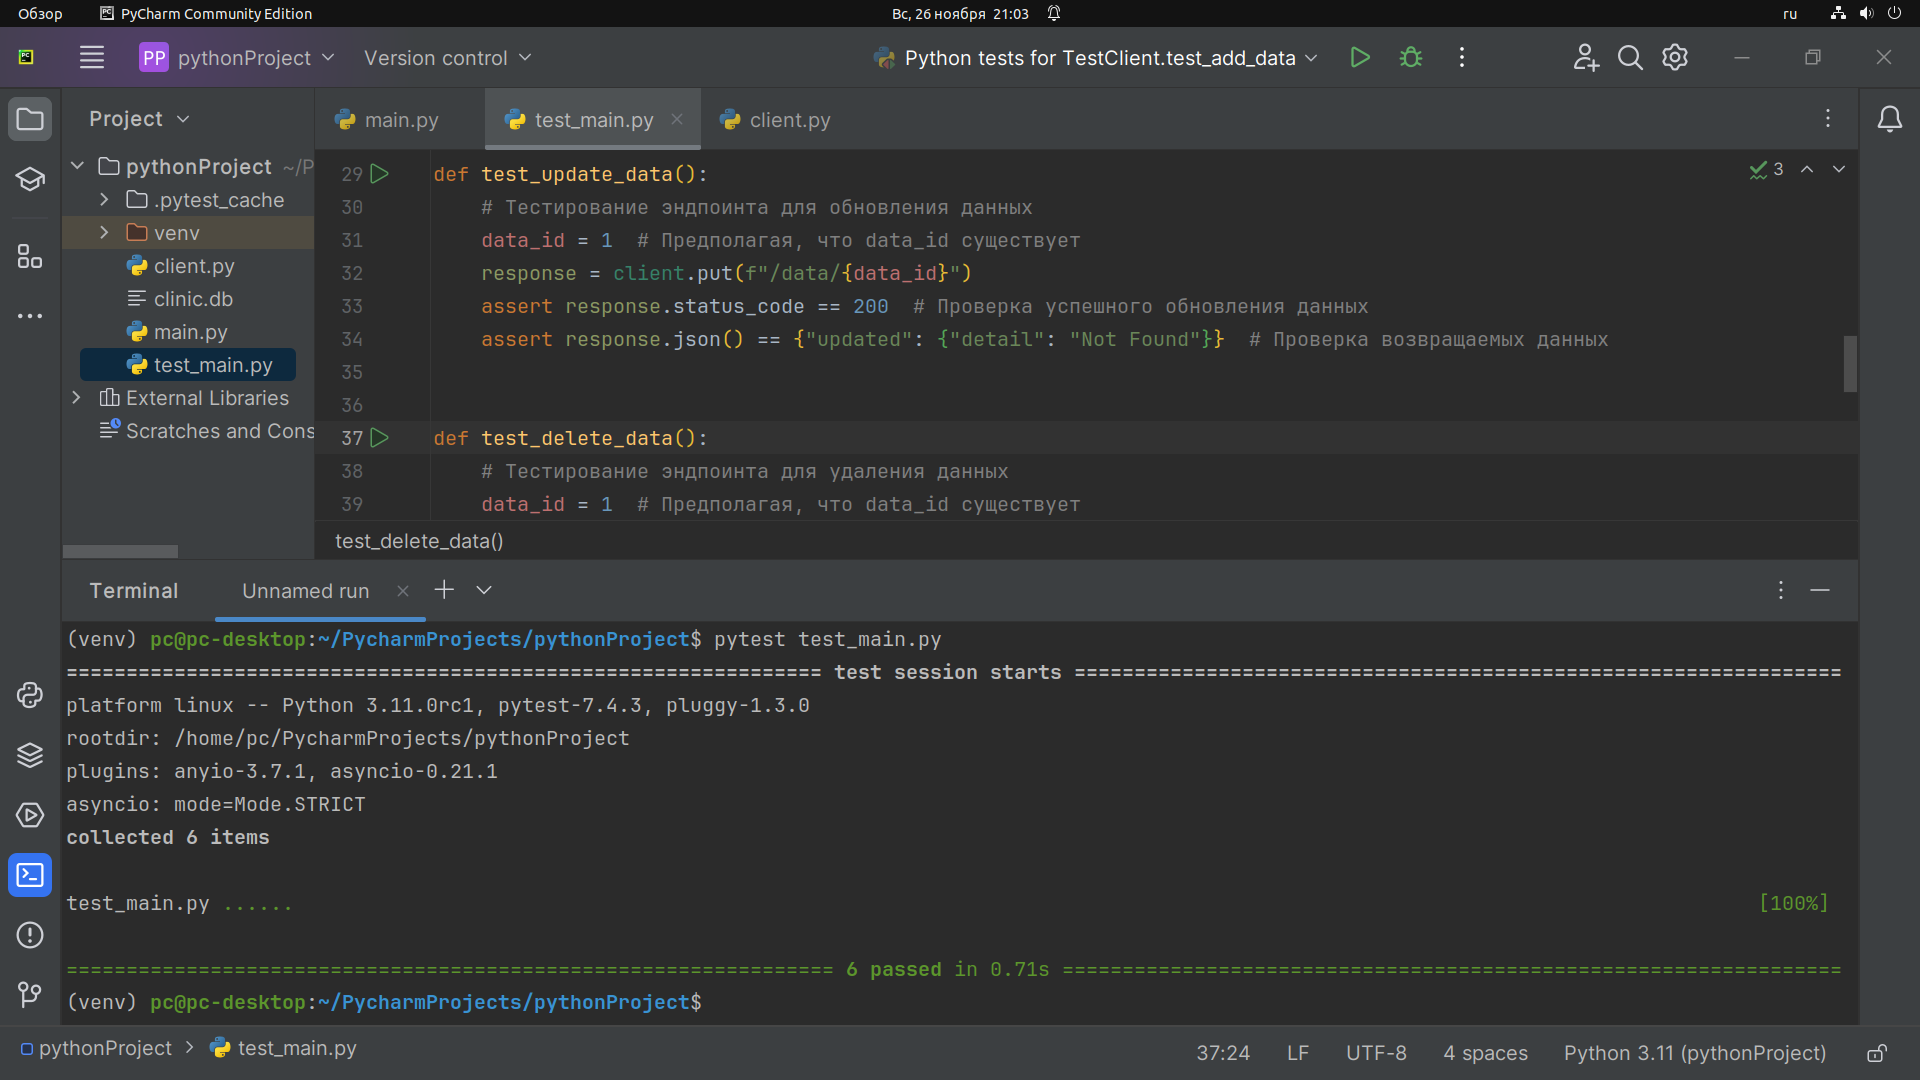 Обзор PyCharm Community Edition Вс, 26 ноября 21:03 ru
PP pythonProject Version control Python tests for TestClient.test_add_data
Project main.py test_main.py client.py
pythonProject ~/P
.pytest_cache
venv
client.py
clinic.db
main.py
test_main.py
External Libraries
Scratches and Cons
3
29 def test_update_data():
30 # Тестирование эндпоинта для обновления данных
31 data_id = 1  # Предполагая, что data_id существует
32 response = client.put(f"/data/{data_id}")
33 assert response.status_code == 200  # Проверка успешного обновления данных
34 assert response.json() == {"updated": {"detail": "Not Found"}}  # Проверка возвращаемых данных
35
36
37 def test_delete_data():
38 # Тестирование эндпоинта для удаления данных
39 data_id = 1  # Предполагая, что data_id существует
test_delete_data()
Terminal Unnamed run
(venv) pc@pc-desktop:~/PycharmProjects/pythonProject$ pytest test_main.py
=============================================================== test session starts ================================================================
platform linux -- Python 3.11.0rc1, pytest-7.4.3, pluggy-1.3.0
rootdir: /home/pc/PycharmProjects/pythonProject
plugins: anyio-3.7.1, asyncio-0.21.1
asyncio: mode=Mode.STRICT
collected 6 items
test_main.py ...... [100%]
================================================================ 6 passed in 0.71s =================================================================
(venv) pc@pc-desktop:~/PycharmProjects/pythonProject$
pythonProject > test_main.py 37:24 LF UTF-8 4 spaces Python 3.11 (pythonProject)